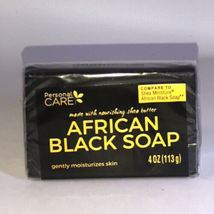 Personal
CARE
COMPARE TO
Shea Moisture®
African Black Soap**
made with nourishing shea butter
AFRICAN
BLACK SOAP
gently moisturizes skin
4 OZ (113 g)